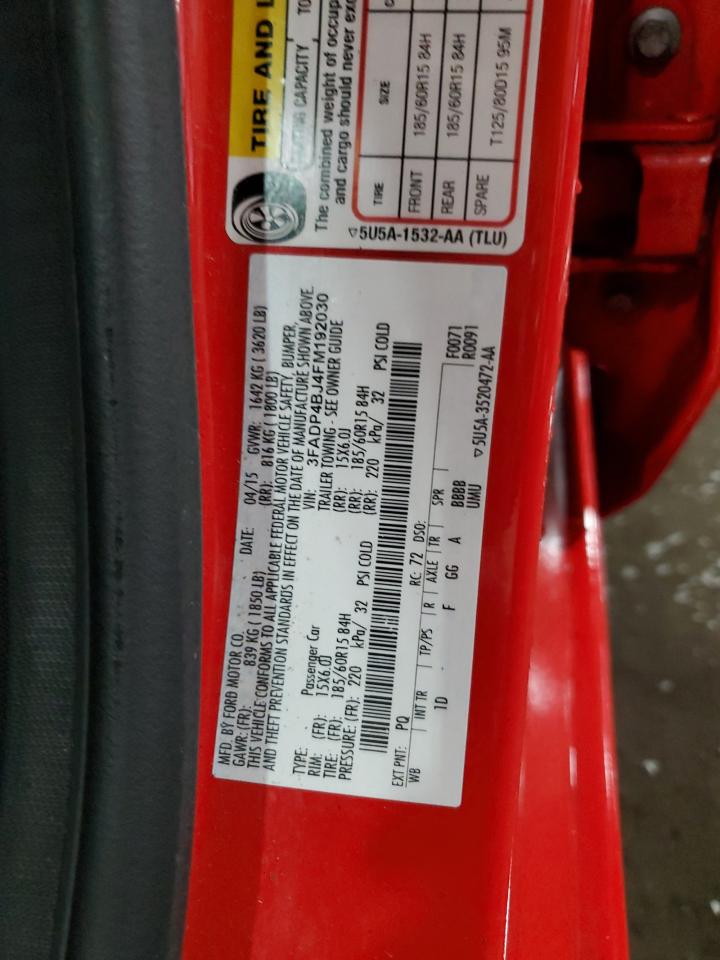 MFD. BY FORD MOTOR CO.
DATE: 04/15 GVWR: 1642 KG ( 3620 LB)
GAWR: (FR): 839 KG ( 1850 LB) (RR): 816 KG ( 1800 LB)
THIS VEHICLE CONFORMS TO ALL APPLICABLE FEDERAL MOTOR VEHICLE SAFETY, BUMPER,
AND THEFT PREVENTION STANDARDS IN EFFECT ON THE DATE OF MANUFACTURE SHOWN ABOVE.
VIN: 3FADP4BJ4FM192030
TYPE: Passenger Car TRAILER TOWING - SEE OWNER GUIDE
RIM: (FR): 15X6.0J (RR): 15X6.0J
TIRE: (FR): 185/60R15 84H (RR): 185/60R15 84H
PRESSURE: (FR): 220 kPa/ 32 PSI COLD (RR): 220 kPa/ 32 PSI COLD
EXT PNT: PQ RC: 72 DSO: F0071
WB INT TR TP/PS R AXLE TR SPR R0091
1D F GG A BBBB
UMU
5U5A-3520472-AA
TIRE AND
CAPACITY TO
The combined weight of occup
and cargo should never exc
TIRE SIZE
FRONT 185/60R15 84H
REAR 185/60R15 84H
SPARE T125/80D15 95M
5U5A-1532-AA (TLU)